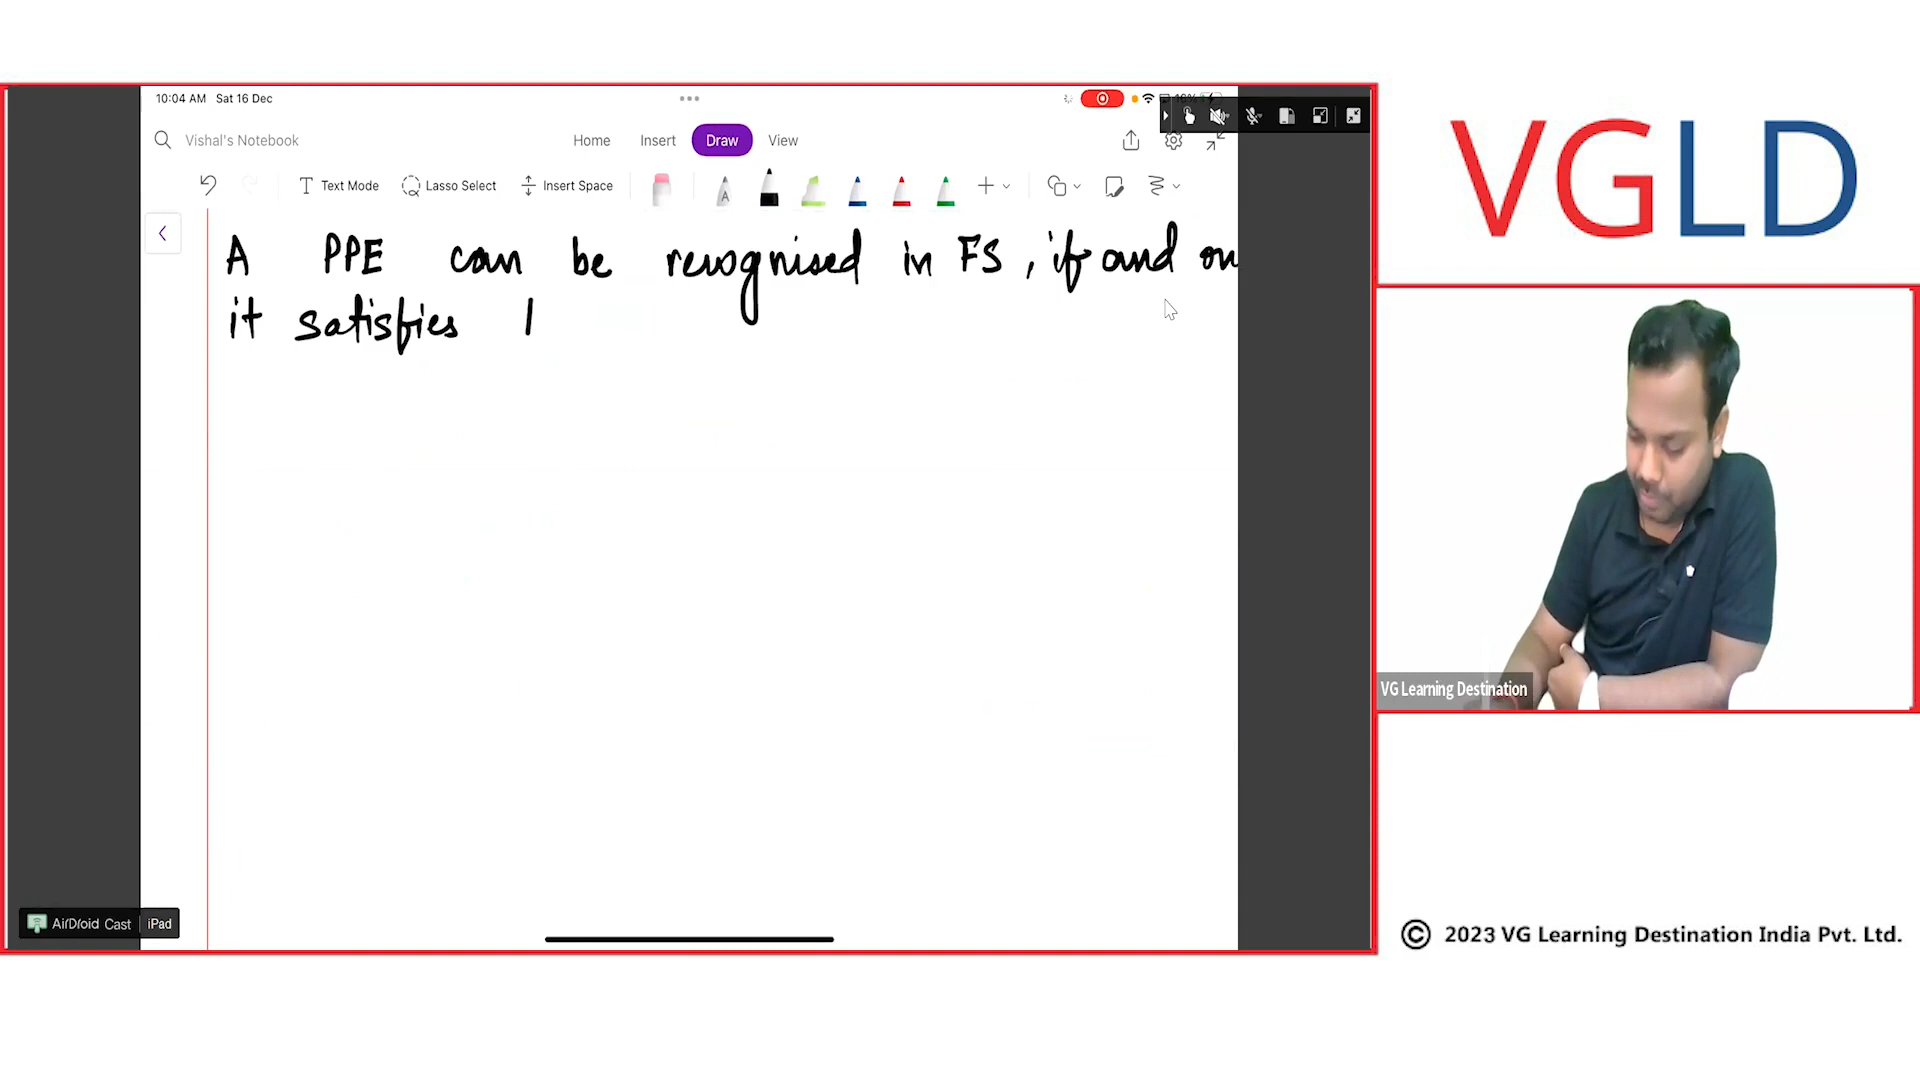 10:04 AM Sat 16 Dec
Vishal's Notebook
Home Insert Draw View
Text Mode Lasso Select Insert Space
A PPE can be recognised in FS, if and on
it satisfies
VGLD
VG Learning Destination
AirDroid Cast iPad
© 2023 VG Learning Destination India Pvt. Ltd.